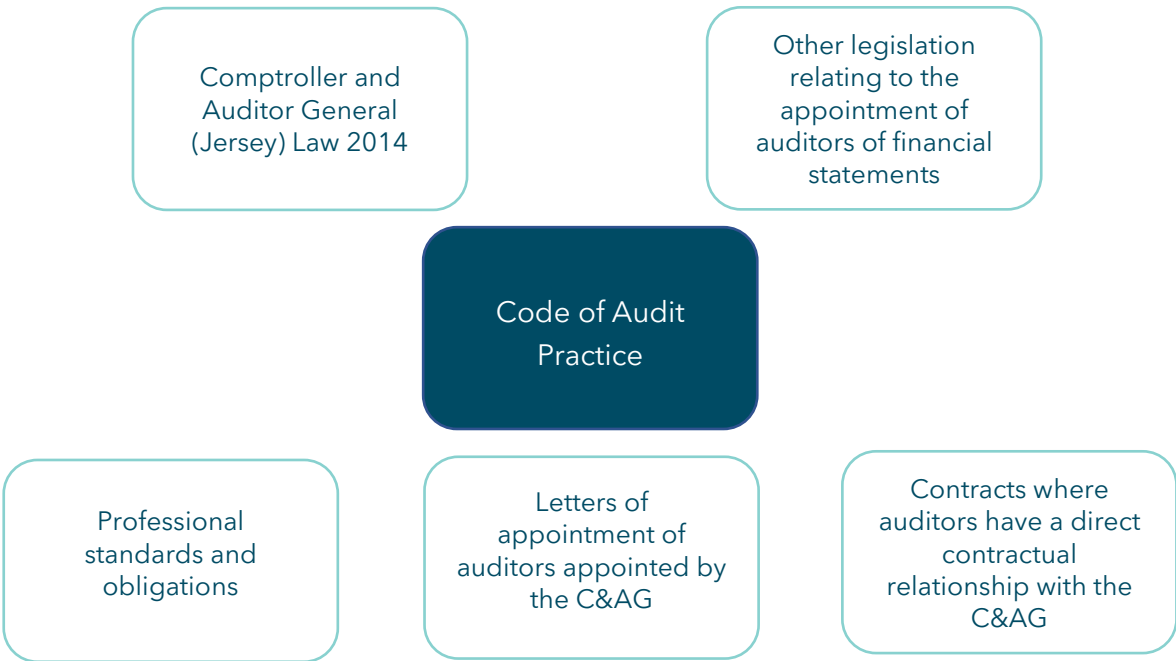 Comptroller and
Auditor General
(Jersey) Law 2014
Other legislation
relating to the
appointment of
auditors of financial
statements
Code of Audit
Practice
Professional
standards and
obligations
Letters of
appointment of
auditors appointed by
the C&AG
Contracts where
auditors have a direct
contractual
relationship with the
C&AG